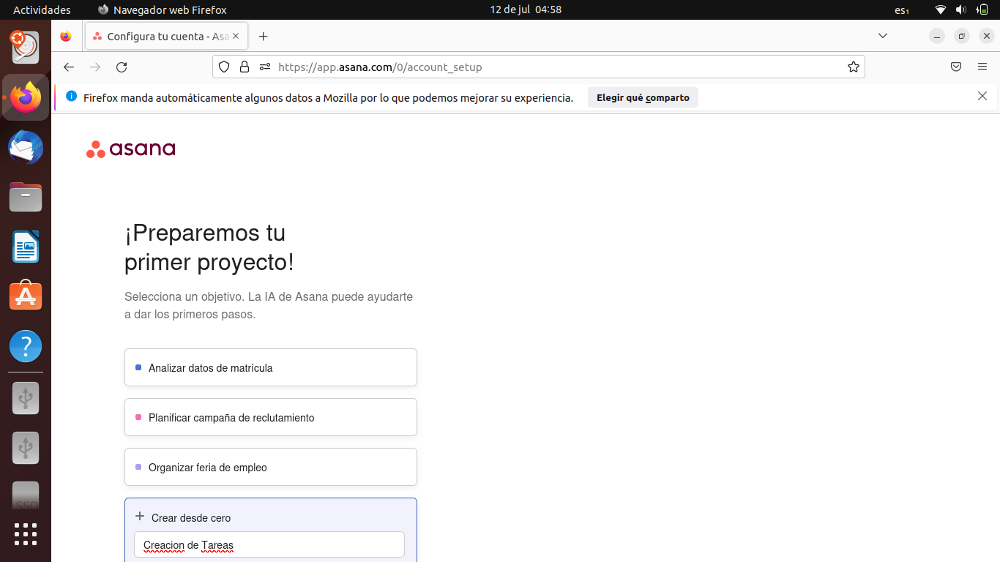 Actividades
Navegador web Firefox
12 de jul 04:58
es₁
Configura tu cuenta - Asa
https://app.asana.com/0/account_setup
Firefox manda automáticamente algunos datos a Mozilla por lo que podemos mejorar su experiencia.
Elegir qué comparto
asana
¡Preparemos tu
primer proyecto!
Selecciona un objetivo. La IA de Asana puede ayudarte
a dar los primeros pasos.
Analizar datos de matrícula
Planificar campaña de reclutamiento
Organizar feria de empleo
Crear desde cero
Creacion de Tareas
SSD